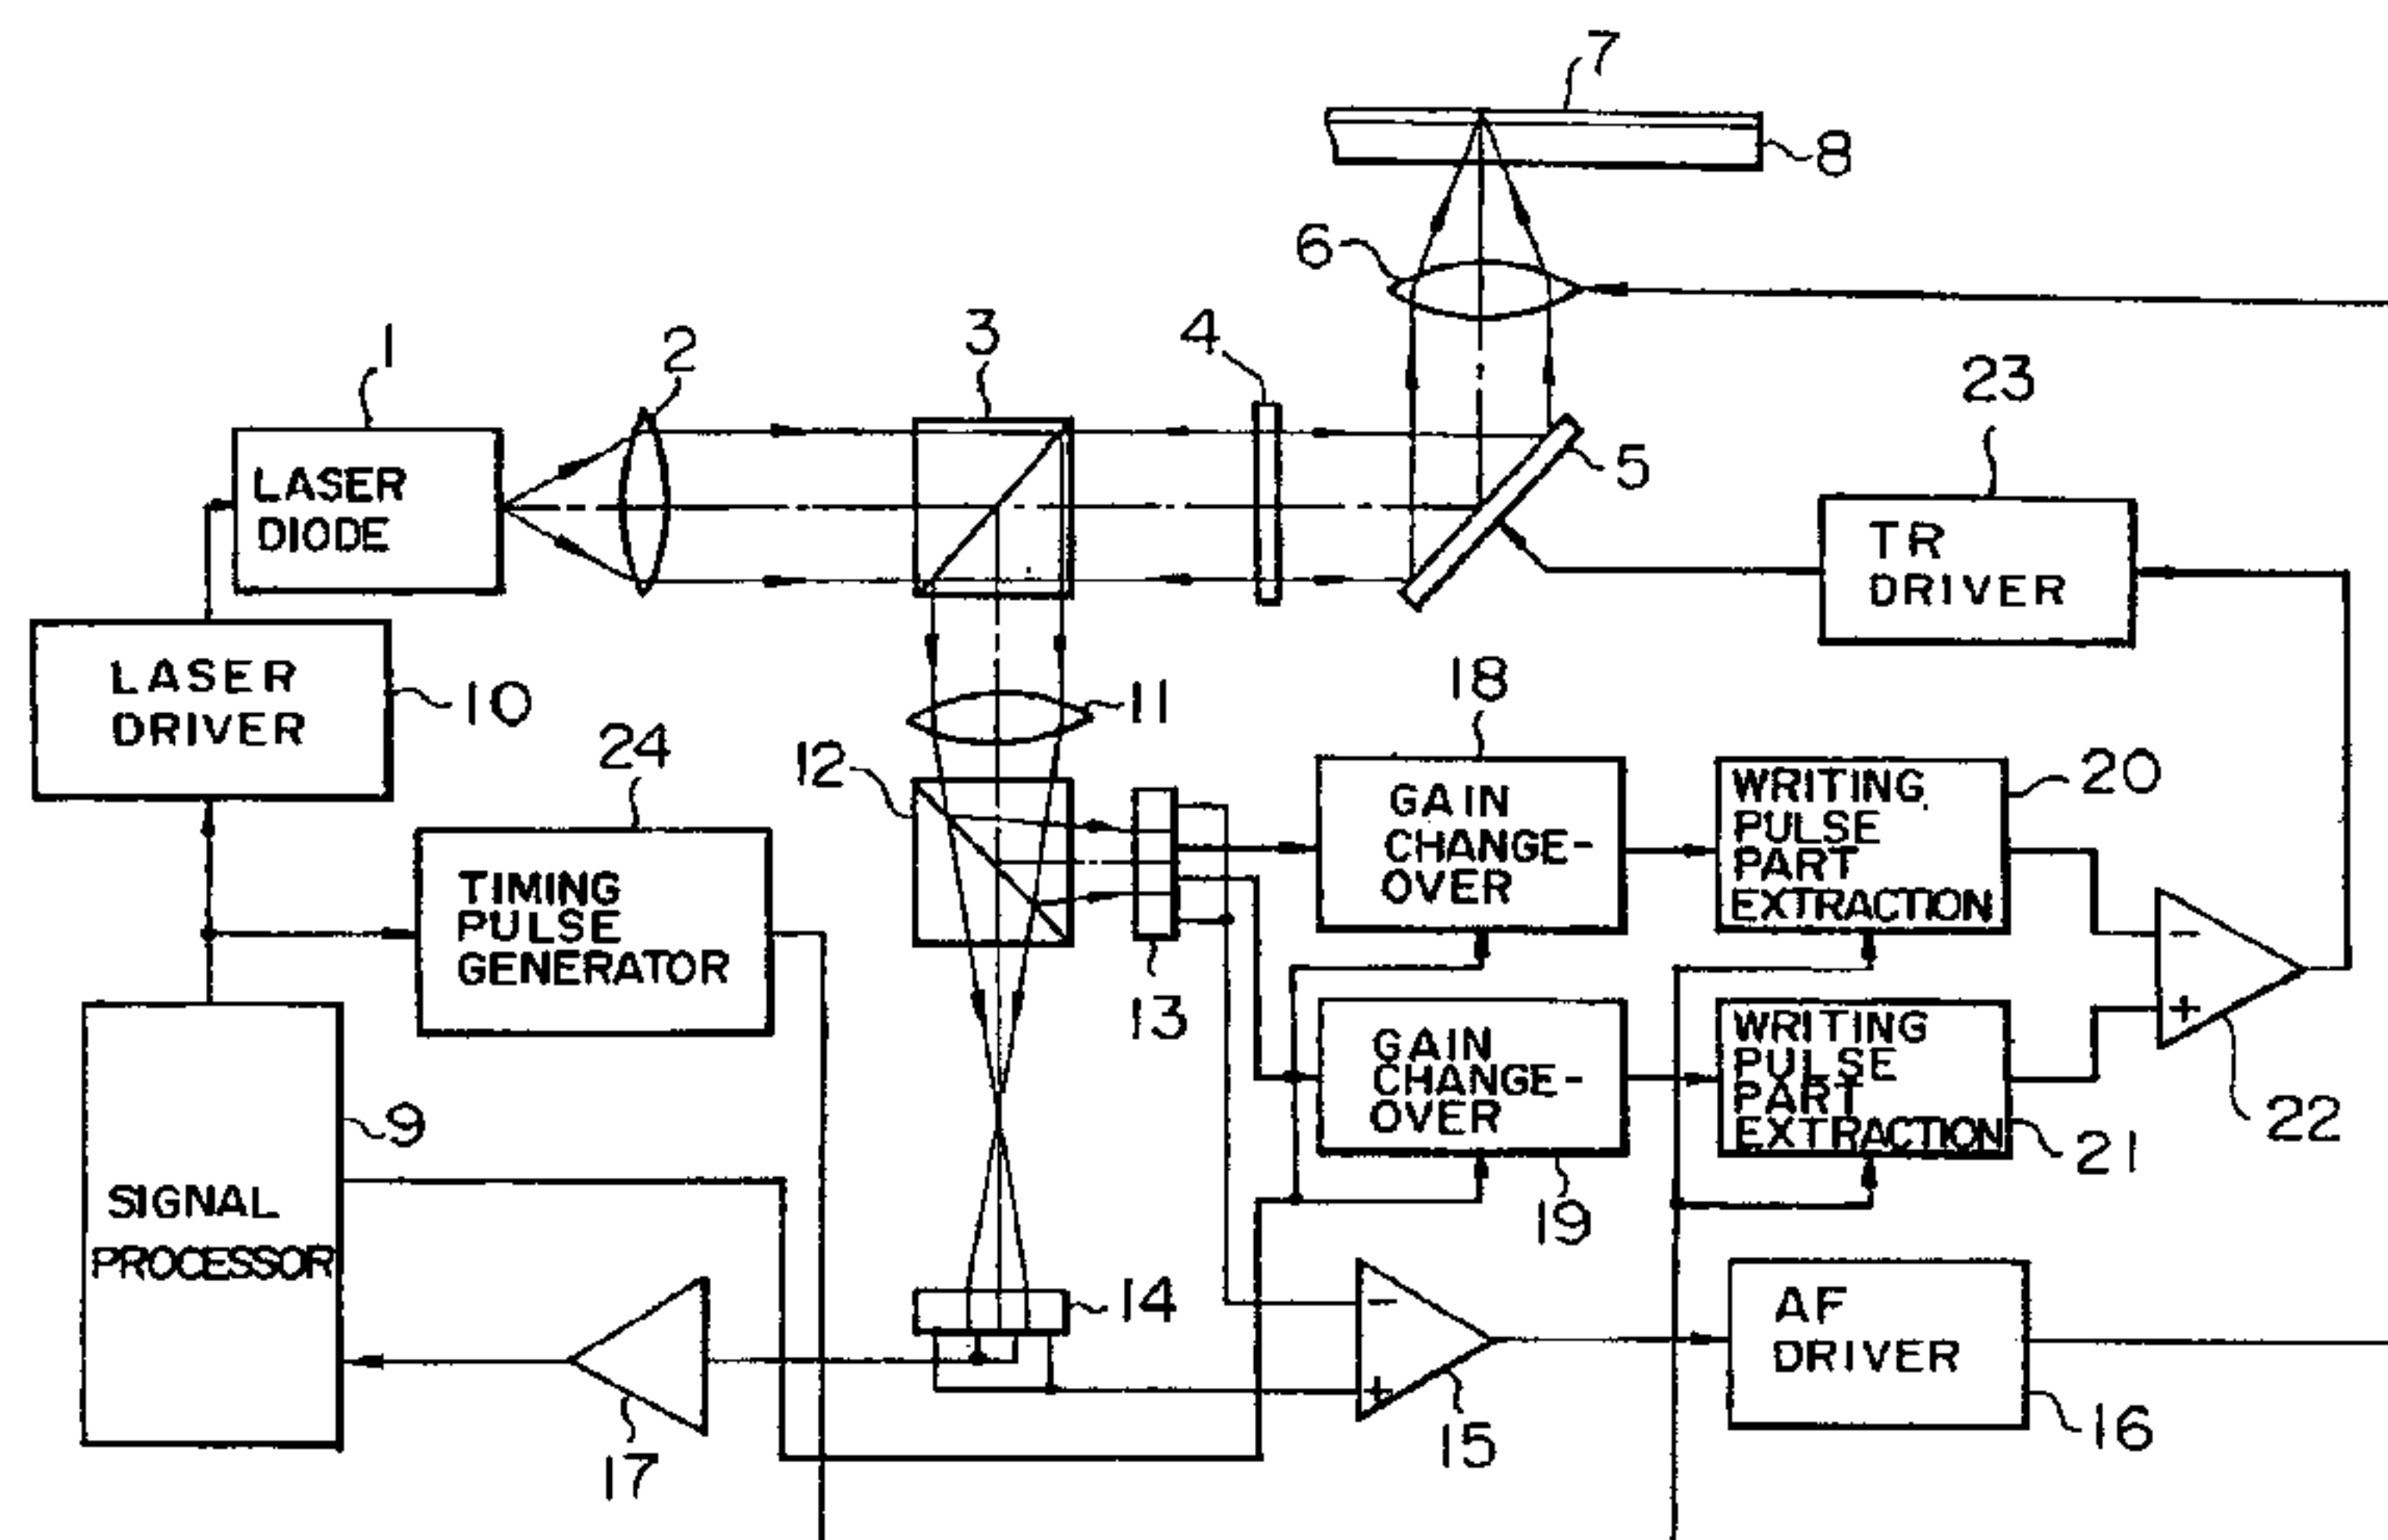 7
8
6
1
2
3
4
23
5
LASER
DIODE
TR
DRIVER
LASER
DRIVER
10
11
18
24
12
20
GAIN
CHANGE-
OVER
WRITING
PULSE
PART
EXTRACTION
TIMING
PULSE
GENERATOR
−
13
+
GAIN
CHANGE-
OVER
WRITING
PULSE
PART
EXTRACTION
22
9
21
19
SIGNAL
PROCESSOR
14
−
+
AF
DRIVER
15
16
17